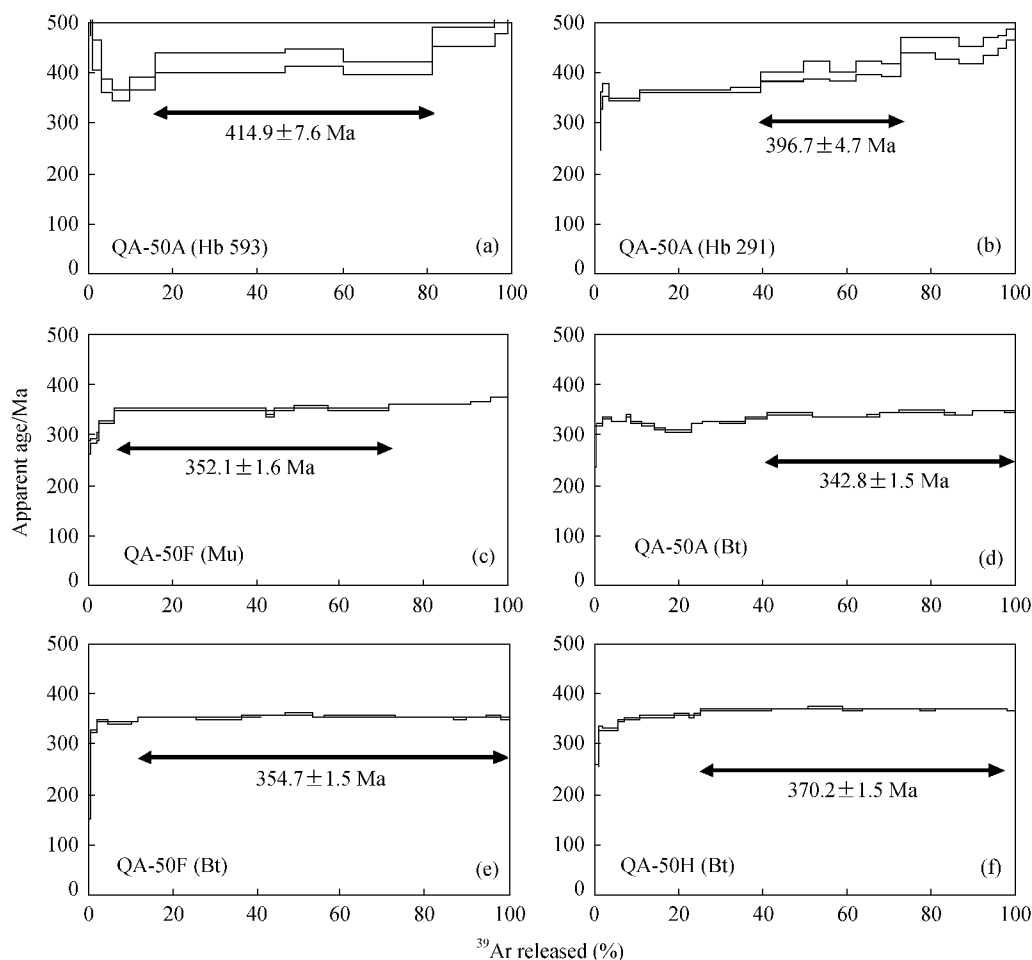 500
400
300
200
100
0
414.9±7.6 Ma
QA-50A (Hb 593)
(a)
0 20 40 60 80 100
500
400
300
200
100
0
396.7±4.7 Ma
QA-50A (Hb 291)
(b)
0 20 40 60 80 100
Apparent age/Ma
500
400
300
200
100
0
352.1±1.6 Ma
QA-50F (Mu)
(c)
0 20 40 60 80 100
500
400
300
200
100
0
342.8±1.5 Ma
QA-50A (Bt)
(d)
0 20 40 60 80 100
500
400
300
200
100
0
354.7±1.5 Ma
QA-50F (Bt)
(e)
0 20 40 60 80 100
500
400
300
200
100
0
370.2±1.5 Ma
QA-50H (Bt)
(f)
0 20 40 60 80 100
³⁹Ar released (%)